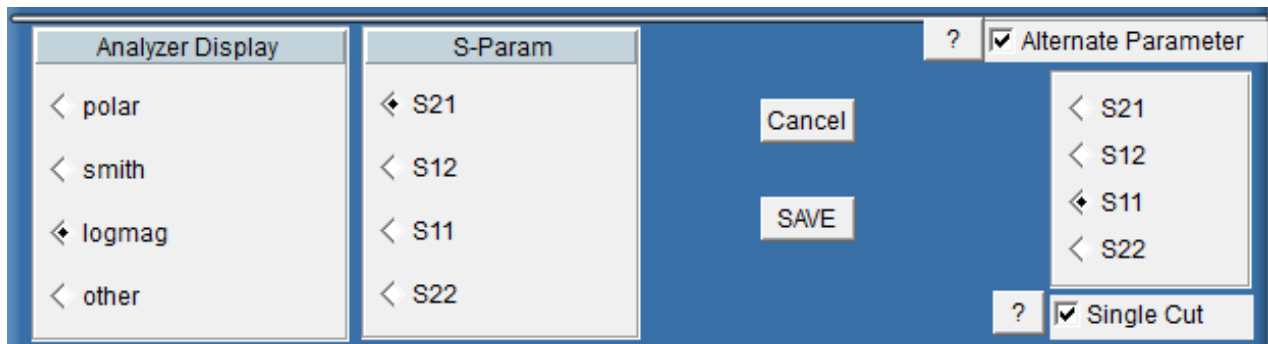 Analyzer Display
polar
smith
logmag
other
S-Param
S21
S12
S11
S22
Cancel
SAVE
? Alternate Parameter
S21
S12
S11
S22
? Single Cut